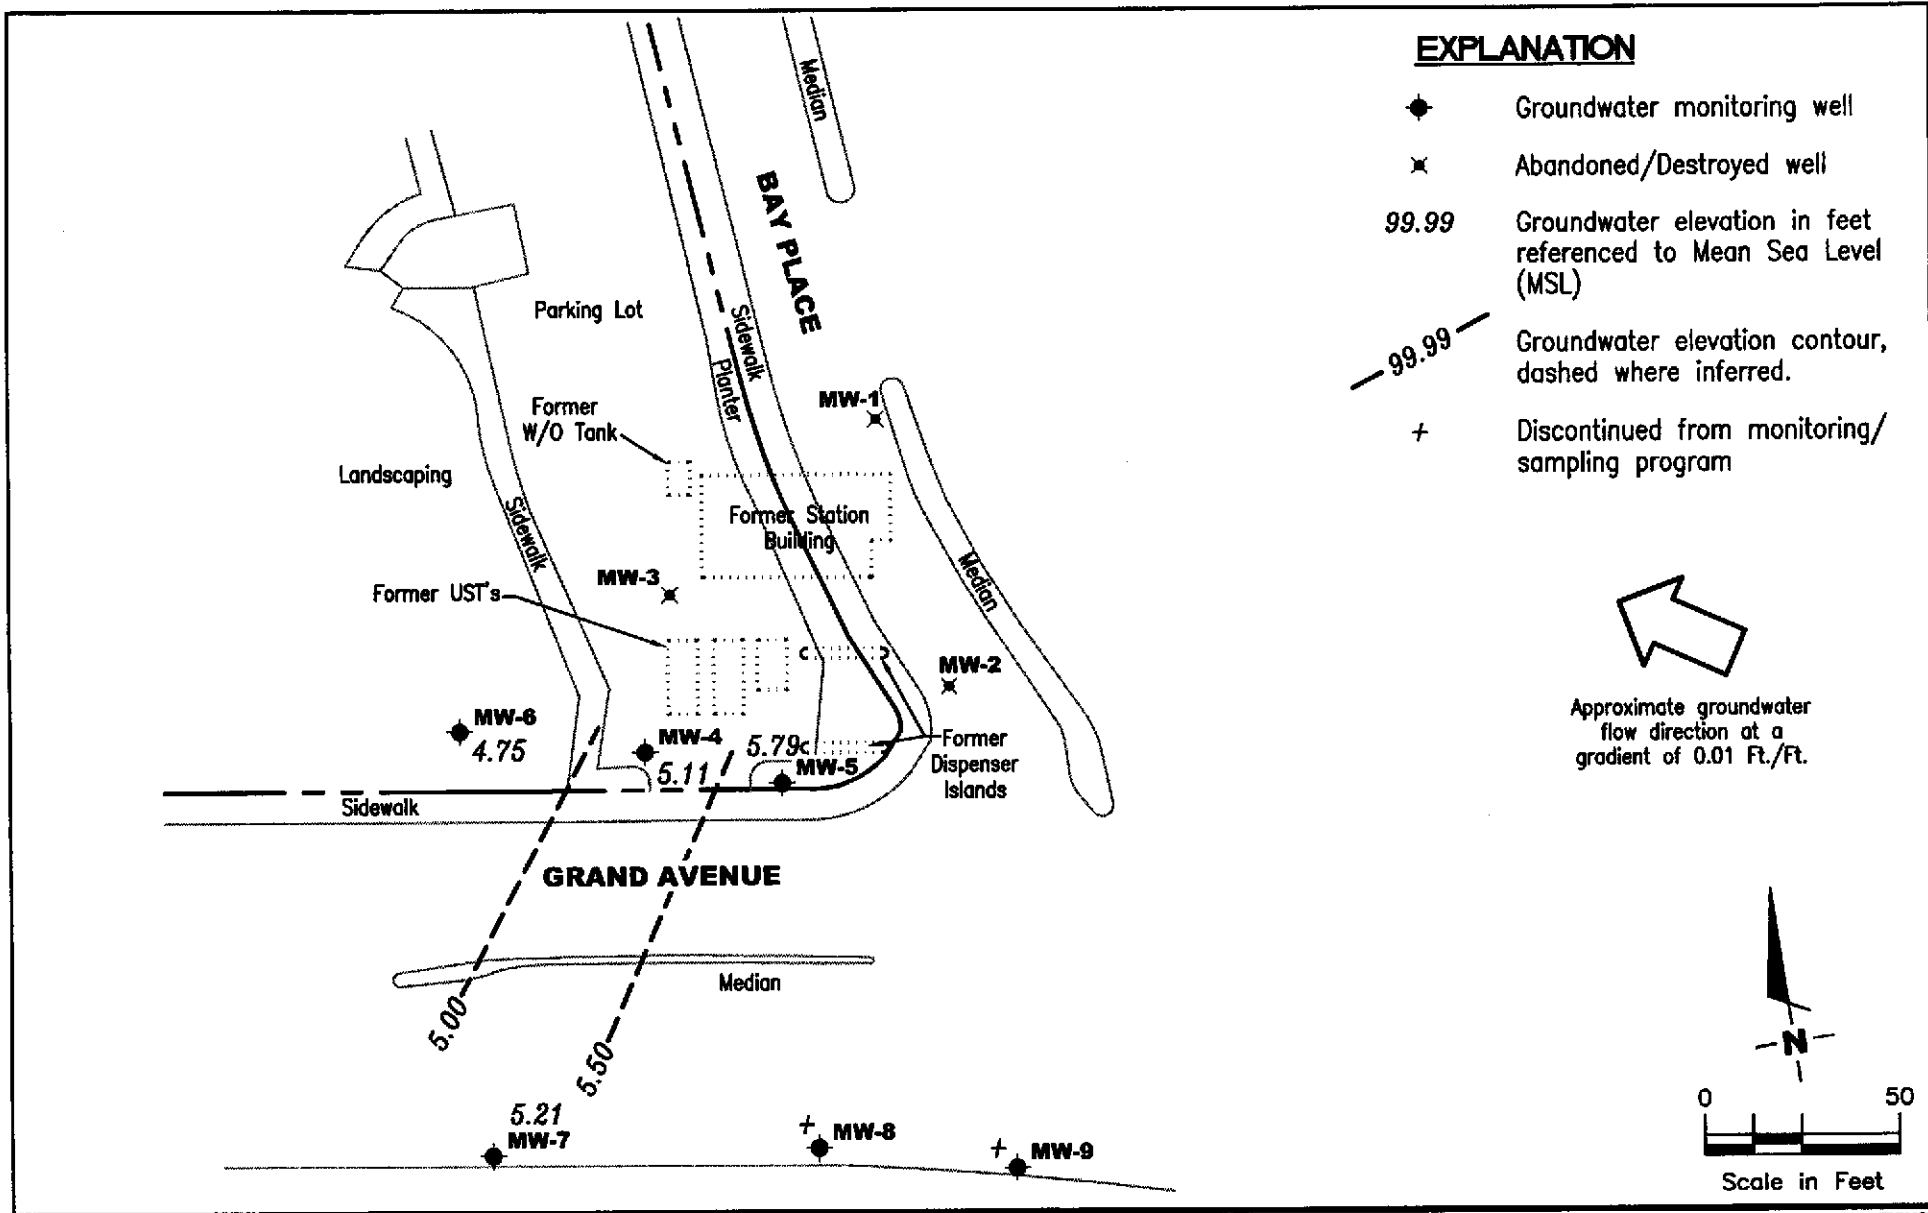 EXPLANATION
Groundwater monitoring well
Abandoned/Destroyed well
99.99
Groundwater elevation in feet
referenced to Mean Sea Level
(MSL)
99.99
Groundwater elevation contour,
dashed where inferred.
+
Discontinued from monitoring/
sampling program
Median
BAY PLACE
Parking Lot
Sidewalk
Planter
MW-1
Former
W/O Tank
Landscaping
Sidewalk
Former Station
Building
Median
MW-3
Former UST's
MW-2
MW-6
4.75
MW-4
5.11
5.79
MW-5
Former
Dispenser
Islands
Sidewalk
GRAND AVENUE
Median
5.00
5.50
5.21
MW-7
+
MW-8
+
MW-9
Approximate groundwater
flow direction at a
gradient of 0.01 Ft./Ft.
N
0 50
Scale in Feet